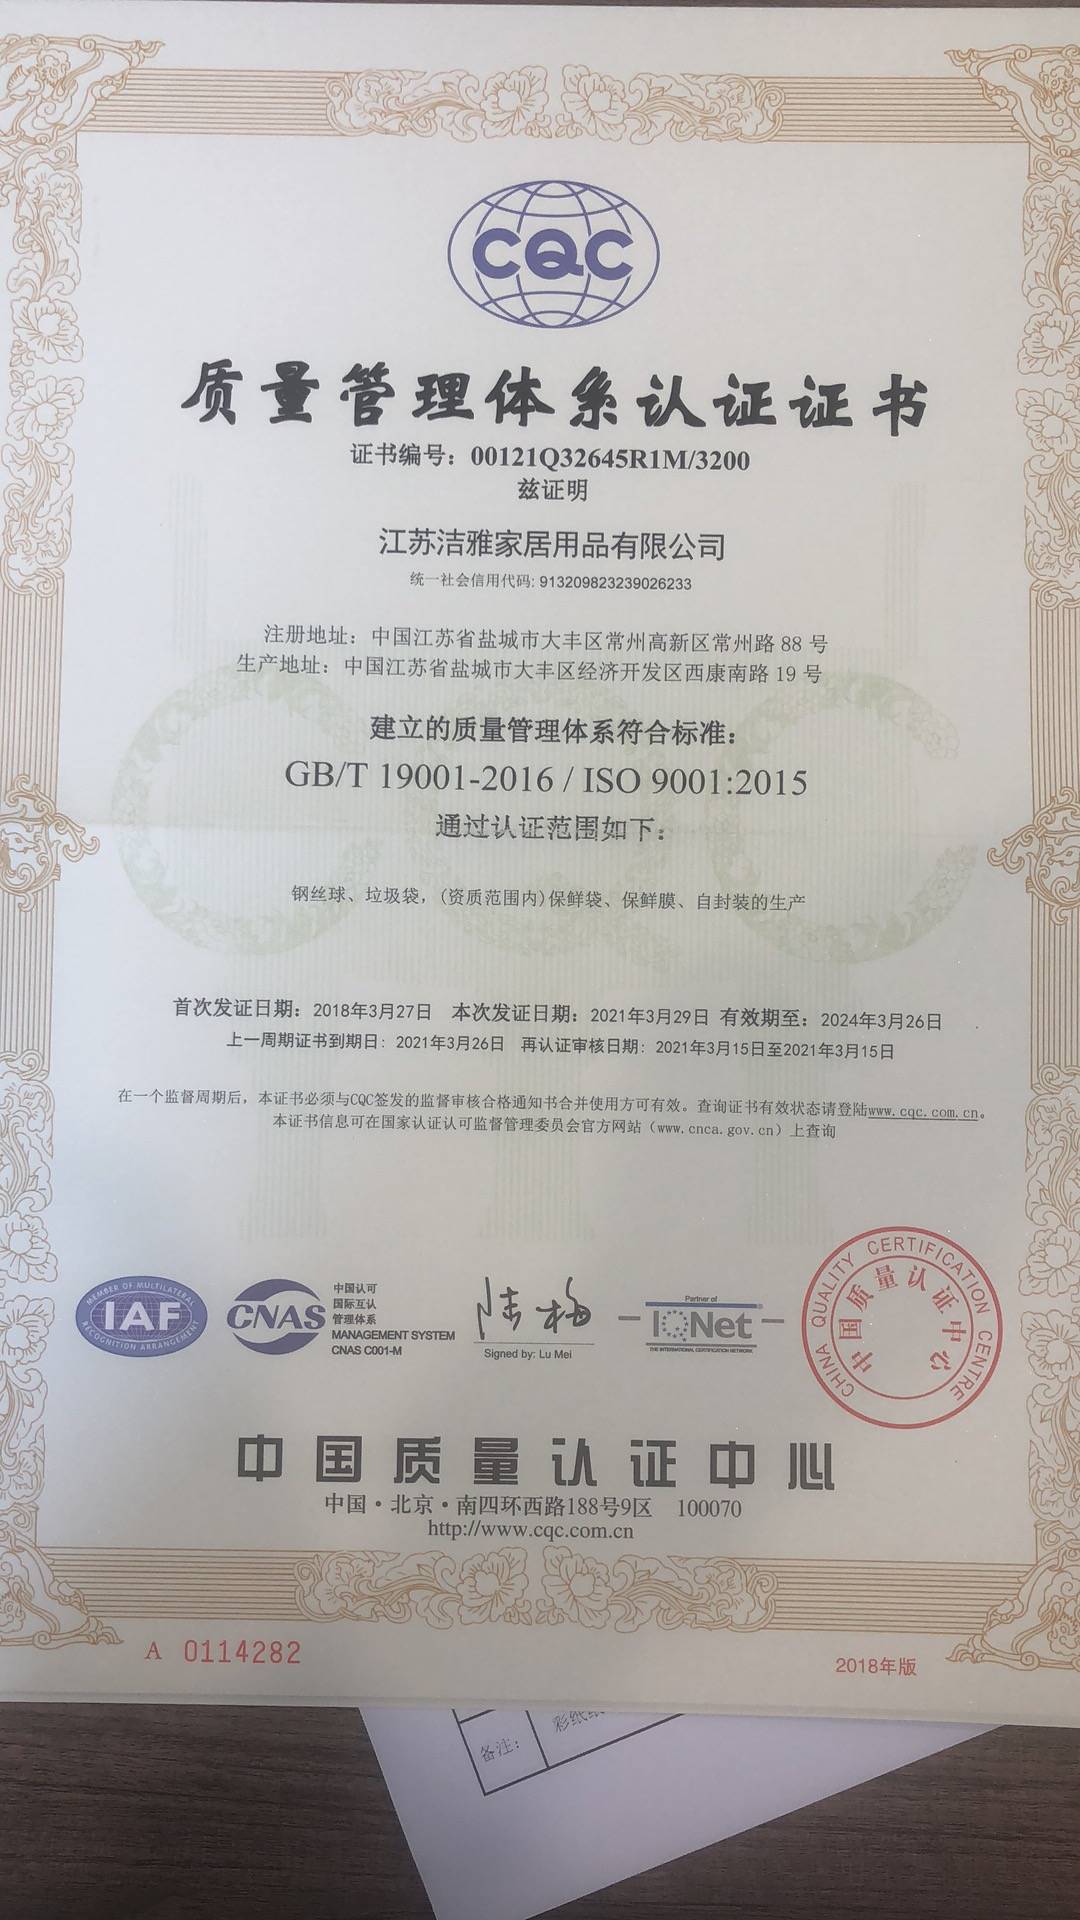 CQC
质量管理体系认证证书
证书编号：00121Q32645R1M/3200
兹证明
江苏洁雅家居用品有限公司
统一社会信用代码: 913209823239026233
注册地址：中国江苏省盐城市大丰区常州高新区常州路 88 号
生产地址：中国江苏省盐城市大丰区经济开发区西康南路 19 号
建立的质量管理体系符合标准：
GB/T 19001-2016 / ISO 9001:2015
通过认证范围如下：
钢丝球、垃圾袋，(资质范围内)保鲜袋、保鲜膜、自封装的生产
首次发证日期：2018年3月27日 本次发证日期：2021年3月29日 有效期至：2024年3月26日
上一周期证书到期日：2021年3月26日 再认证审核日期：2021年3月15日至2021年3月15日
在一个监督周期后，本证书必须与CQC签发的监督审核合格通知书合并使用方可有效。查询证书有效状态请登陆www.cqc.com.cn。
本证书信息可在国家认证认可监督管理委员会官方网站（www.cnca.gov.cn）上查询
MEMBER OF MULTILATERAL
IAF
RECOGNITION ARRANGEMENT
CNAS
中国认可
国际互认
管理体系
MANAGEMENT SYSTEM
CNAS C001-M
陆梅
Signed by: Lu Mei
Partner of
IQNet
THE INTERNATIONAL CERTIFICATION NETWORK
CHINA QUALITY CERTIFICATION CENTRE
中国质量认证中心
中国质量认证中心
中国·北京·南四环西路188号9区 100070
http://www.cqc.com.cn
A 0114282
2018年版
备注：
彩纸